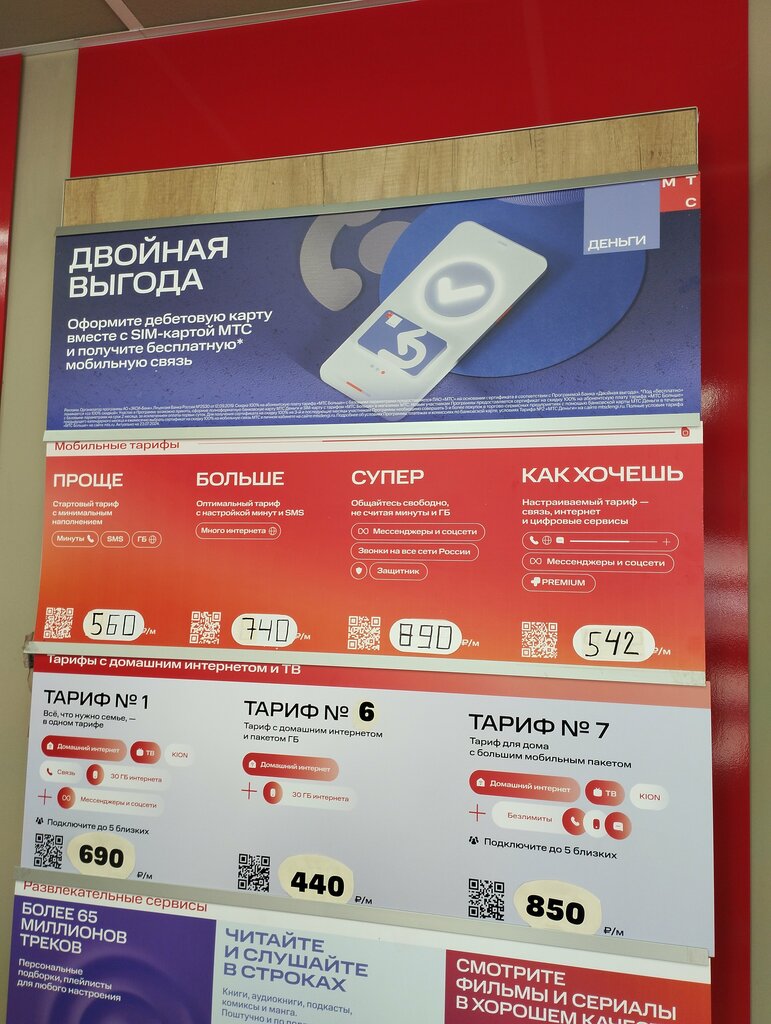 М Т
С
ДЕНЬГИ
ДВОЙНАЯ
ВЫГОДА
Оформите дебетовую карту
вместе с SIM-картой МТС
и получите бесплатную*
мобильную связь
Мобильные тарифы
ПРОЩЕ
Стартовый тариф
с минимальным
наполнением
Минуты SMS ГБ
560 ₽/м
БОЛЬШЕ
Оптимальный тариф
с настройкой минут и SMS
Много интернета
740 ₽/м
СУПЕР
Общайтесь свободно,
не считая минуты и ГБ
Мессенджеры и соцсети
Звонки на все сети России
Защитник
890 ₽/м
КАК ХОЧЕШЬ
Настраиваемый тариф —
связь, интернет
и цифровые сервисы
Мессенджеры и соцсети
PREMIUM
542 ₽/м
Тарифы с домашним интернетом и ТВ
ТАРИФ № 1
Всё, что нужно семье, —
в одном тарифе
Домашний интернет ТВ KION
Связь 30 ГБ интернета
+ Мессенджеры и соцсети
Подключите до 5 близких
690 ₽/м
ТАРИФ № 6
Тариф с домашним интернетом
и пакетом ГБ
Домашний интернет
+ 30 ГБ интернета
440 ₽/м
ТАРИФ № 7
Тариф для дома
с большим мобильным пакетом
Домашний интернет ТВ KION
+ Безлимиты
Подключите до 5 близких
850 ₽/м
Развлекательные сервисы
БОЛЕЕ 65
МИЛЛИОНОВ
ТРЕКОВ
Персональные
подборки, плейлисты
для любого настроения
ЧИТАЙТЕ
И СЛУШАЙТЕ
В СТРОКАХ
Книги, аудиокниги, подкасты,
комиксы и манга.
Поштучно и по
СМОТРИТЕ
ФИЛЬМЫ И СЕРИАЛЫ
В ХОРОШЕМ